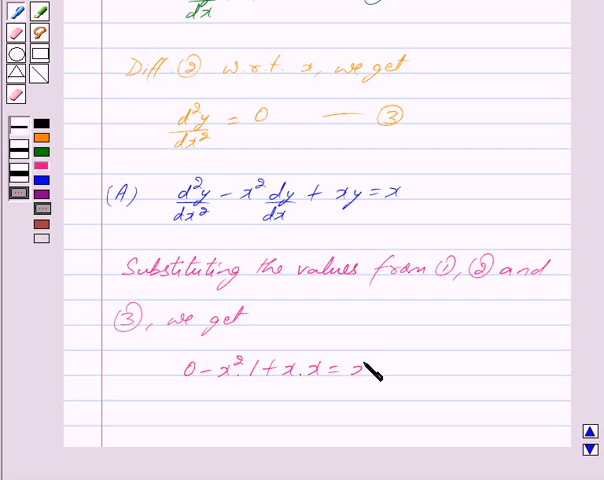 dx
Diff. ② w.r.t. x, we get
d²y/dx² = 0 — ③
(A) d²y/dx² - x² dy/dx + xy = x
Substituting the values from ①, ② and
③, we get
0 - x².1 + x.x = x